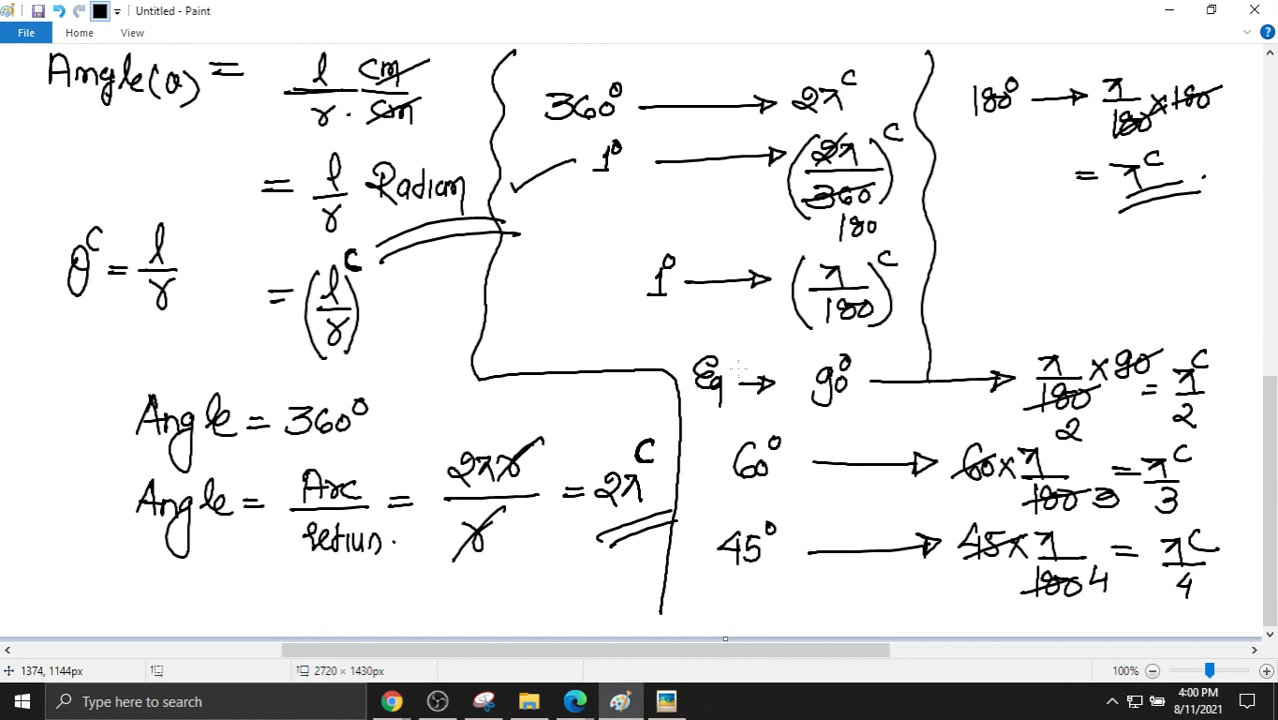 Untitled - Paint
File Home View
Angle(θ) = l cm / r. cm
= l/r Radian
θ^c = l/r
= (l/r)^c
Angle = 360°
Angle = Arc / = 2πr / r = 2π^c
360° → 2π^c
1° → (2π/360)^c
180
1° → (π/180)^c
180° → π/180 × 180
= π^c .
Eq → 90° → π/180 × 90 = π^c/2
2
60° → 60 × π/180 3 = π^c/3
45° → 45 × π/180 4 = π^c/4
1374, 1144px 2720 × 1430px 100%
Type here to search
4:00 PM
8/11/2021